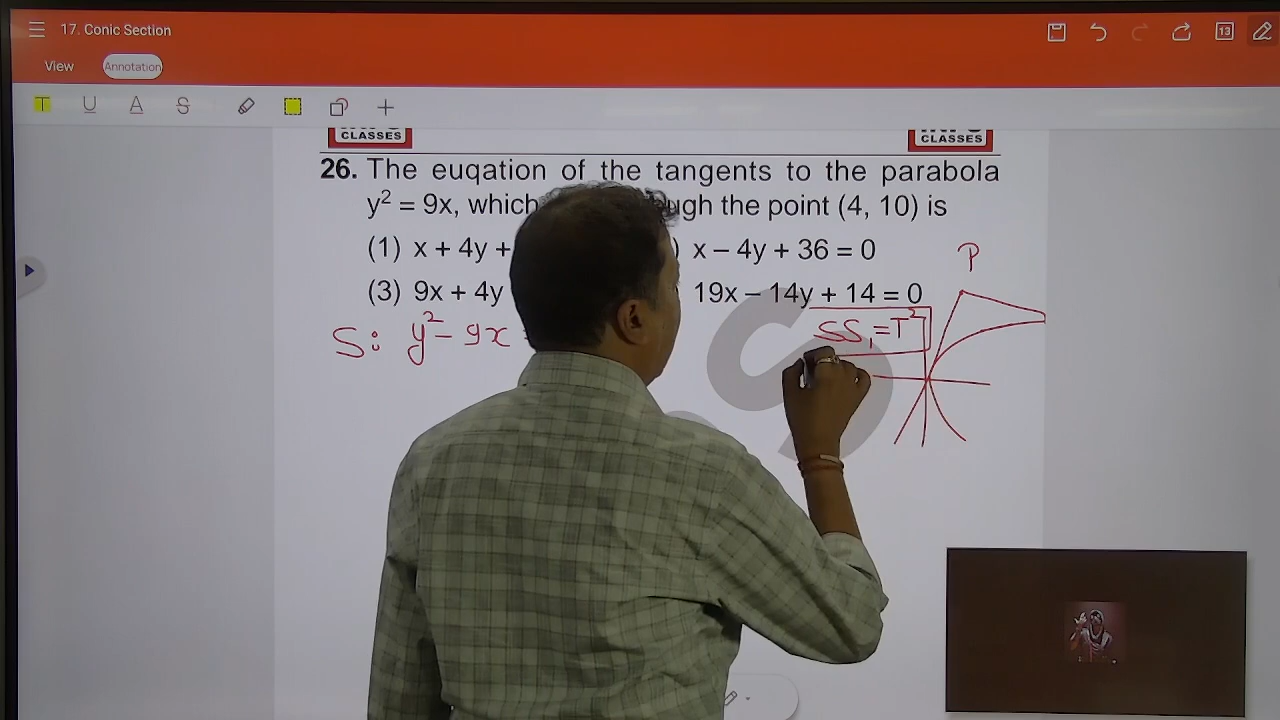 17. Conic Section
13
View
Annotation
T U A S
CLASSES
CLASSES
26. The euqation of the tangents to the parabola
y² = 9x, which ugh the point (4, 10) is
(1) x + 4y + ) x – 4y + 36 = 0
(3) 9x + 4y 19x – 14y + 14 = 0
P
S: y² - 9x
SS₁ = T²
S